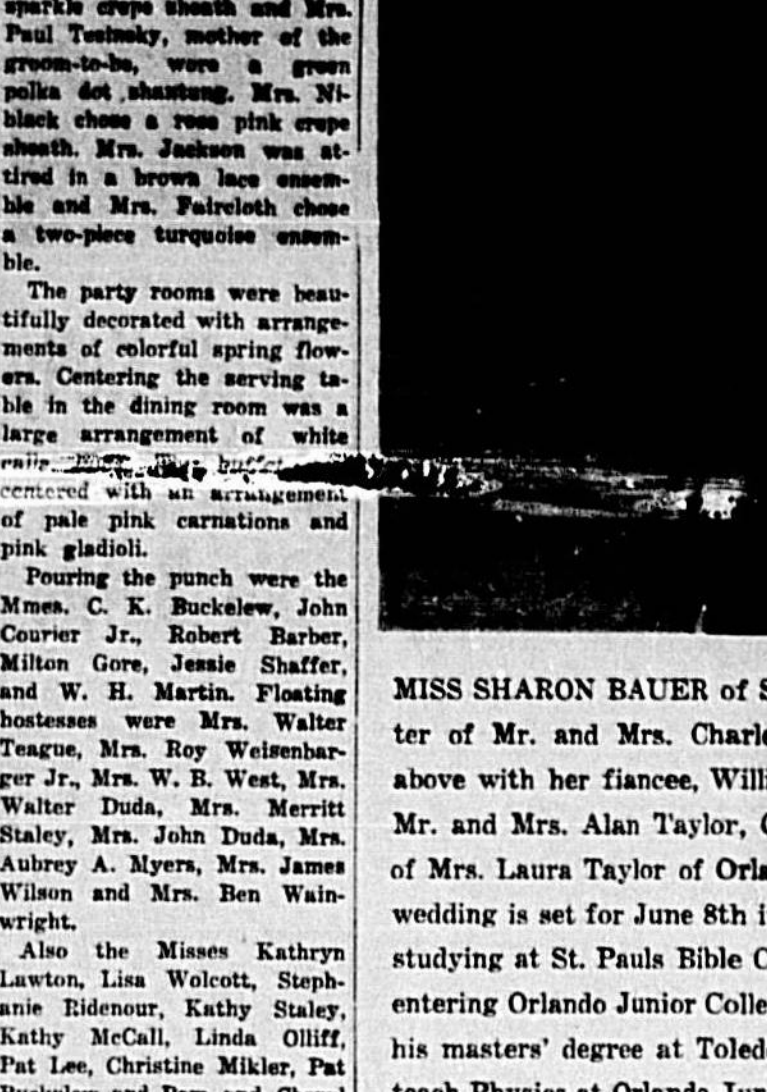 sparkle crepe sheath and Mrs.
Paul Tesinsky, mother of the
groom-to-be, wore a green
polka dot shantung. Mrs. Ni-
black chose a rose pink crepe
sheath. Mrs. Jackson was at-
tired in a brown lace ensem-
ble and Mrs. Faircloth chose
a two-piece turquoise ensem-
ble.
The party rooms were beau-
tifully decorated with arrange-
ments of colorful spring flow-
ers. Centering the serving ta-
ble in the dining room was a
large arrangement of white
buffet
centered with an arrangement
of pale pink carnations and
pink gladioli.
Pouring the punch were the
Mmes. C. K. Buckelew, John
Courier Jr., Robert Barber,
Milton Gore, Jessie Shaffer,
and W. H. Martin. Floating
hostesses were Mrs. Walter
Teague, Mrs. Roy Weisenbar-
ger Jr., Mrs. W. B. West, Mrs.
Walter Duda, Mrs. Merritt
Staley, Mrs. John Duda, Mrs.
Aubrey A. Myers, Mrs. James
Wilson and Mrs. Ben Wain-
wright.
Also the Misses Kathryn
Lawton, Lisa Wolcott, Steph-
anie Ridenour, Kathy Staley,
Kathy McCall, Linda Olliff,
Pat Lee, Christine Mikler, Pat
MISS SHARON BAUER of S
ter of Mr. and Mrs. Charle
above with her fiancee, Willi
Mr. and Mrs. Alan Taylor,
of Mrs. Laura Taylor of Orla
wedding is set for June 8th i
studying at St. Pauls Bible C
entering Orlando Junior Colle
his masters' degree at Toled
teach Physics at Orlando